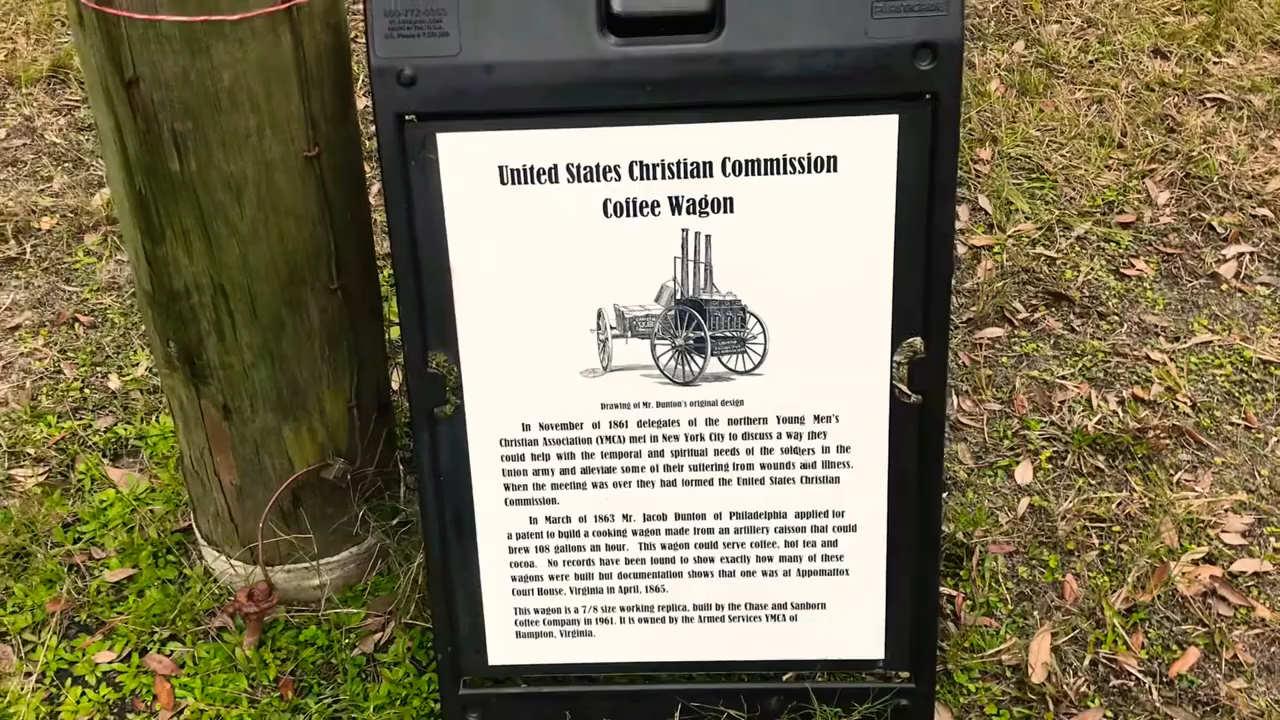 United States Christian Commission
Coffee Wagon
Drawing of Mr. Dunton's original design
In November of 1861 delegates of the northern Young Men's
Christian Association (YMCA) met in New York City to discuss a way they
could help with the temporal and spiritual needs of the soldiers in the
Union army and alleviate some of their suffering from wounds and illness.
When the meeting was over they had formed the United States Christian
Commission.
In March of 1863 Mr. Jacob Dunton of Philadelphia applied for
a patent to build a cooking wagon made from an artillery caisson that could
brew 108 gallons an hour. This wagon could serve coffee, hot tea and
cocoa. No records have been found to show exactly how many of these
wagons were built but documentation shows that one was at Appomattox
Court House, Virginia in April, 1865.
This wagon is a 7/8 size working replica, built by the Chase and Sanborn
Coffee Company in 1961. It is owned by the Armed Services YMCA of
Hampton, Virginia.